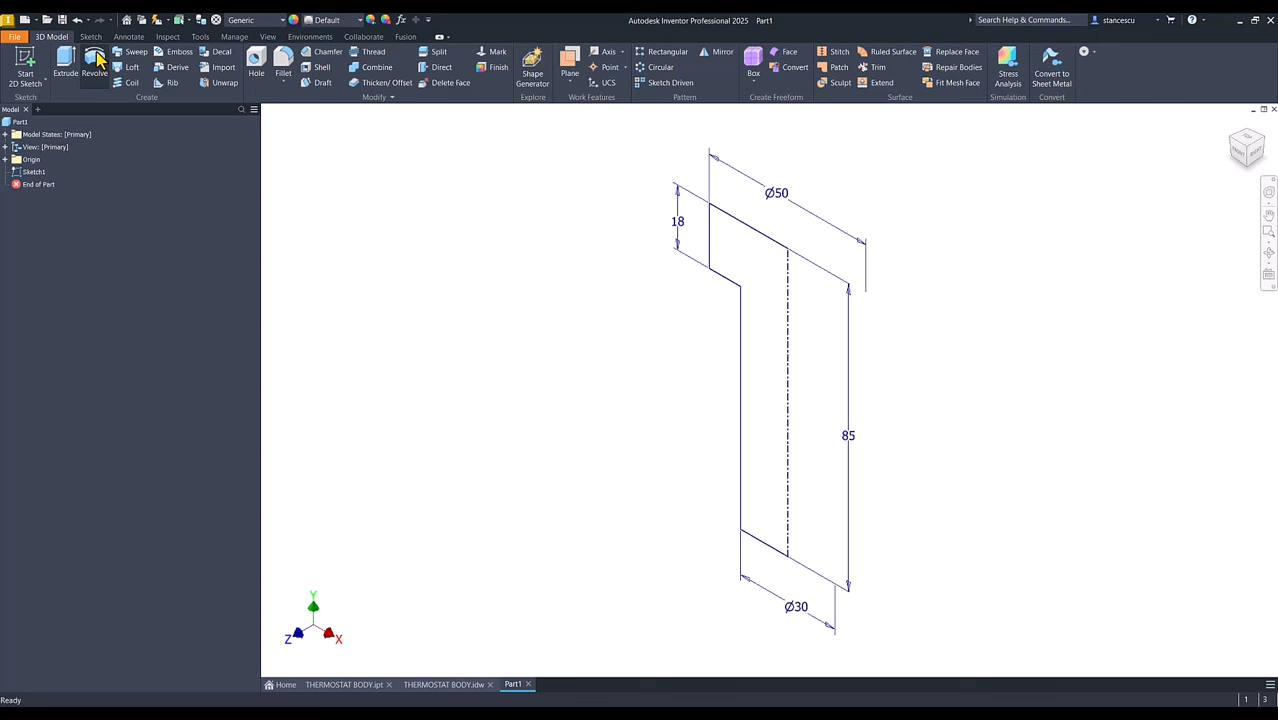 Generic
Default
Autodesk Inventor Professional 2025 Part1
Search Help & Commands...
stancescu
File
3D Model
Sketch
Annotate
Inspect
Tools
Manage
View
Environments
Collaborate
Fusion
Start
2D Sketch
Extrude
Revolve
Sweep
Loft
Coil
Emboss
Derive
Rib
Decal
Import
Unwrap
Hole
Fillet
Chamfer
Shell
Draft
Thread
Combine
Thicken/ Offset
Split
Direct
Delete Face
Mark
Finish
Shape
Generator
Plane
Axis
Point
UCS
Rectangular
Circular
Sketch Driven
Mirror
Box
Face
Convert
Stitch
Patch
Sculpt
Ruled Surface
Trim
Extend
Replace Face
Repair Bodies
Fit Mesh Face
Stress
Analysis
Convert to
Sheet Metal
Sketch
Create
Modify
Explore
Work Features
Pattern
Create Freeform
Surface
Simulation
Convert
Model
Part1
Model States: [Primary]
View: [Primary]
Origin
Sketch1
End of Part
TOP
FRONT
RIGHT
Ø50
18
85
Ø30
Y
Z
X
Home
THERMOSTAT BODY.ipt
THERMOSTAT BODY.idw
Part1
Ready
1
3